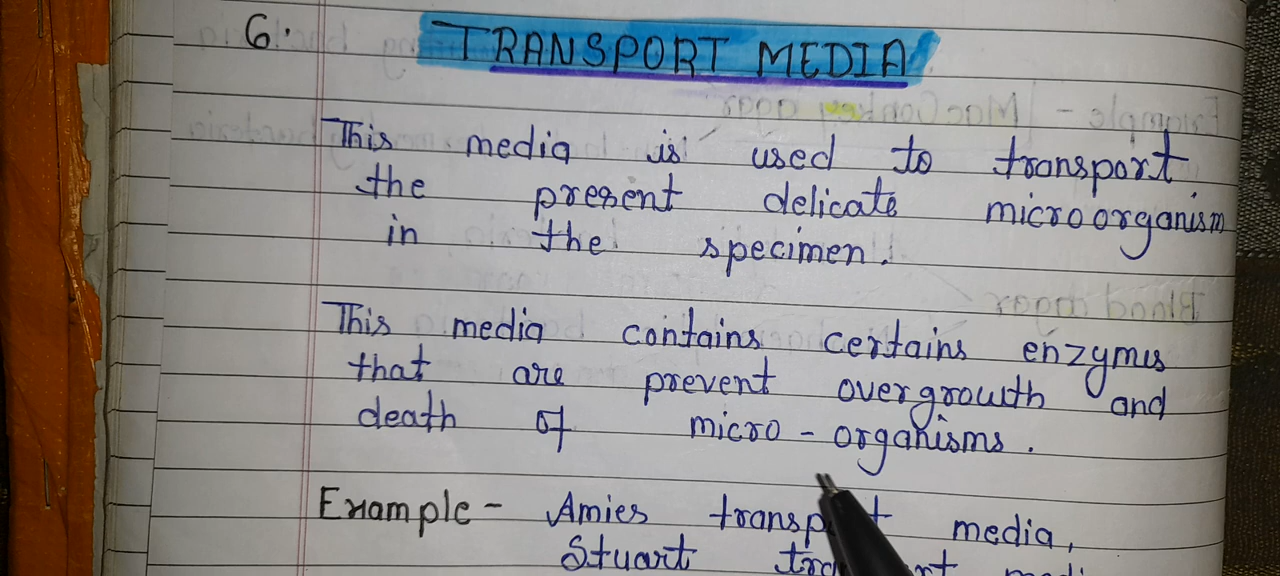 6.
TRANSPORT MEDIA
This media is used to transport
the present delicate microorganism
in the specimen.
This media contains certains enzymes
that are prevent overgrowth and
death of micro-organisms.
Example - Amies transport media,
Stuart